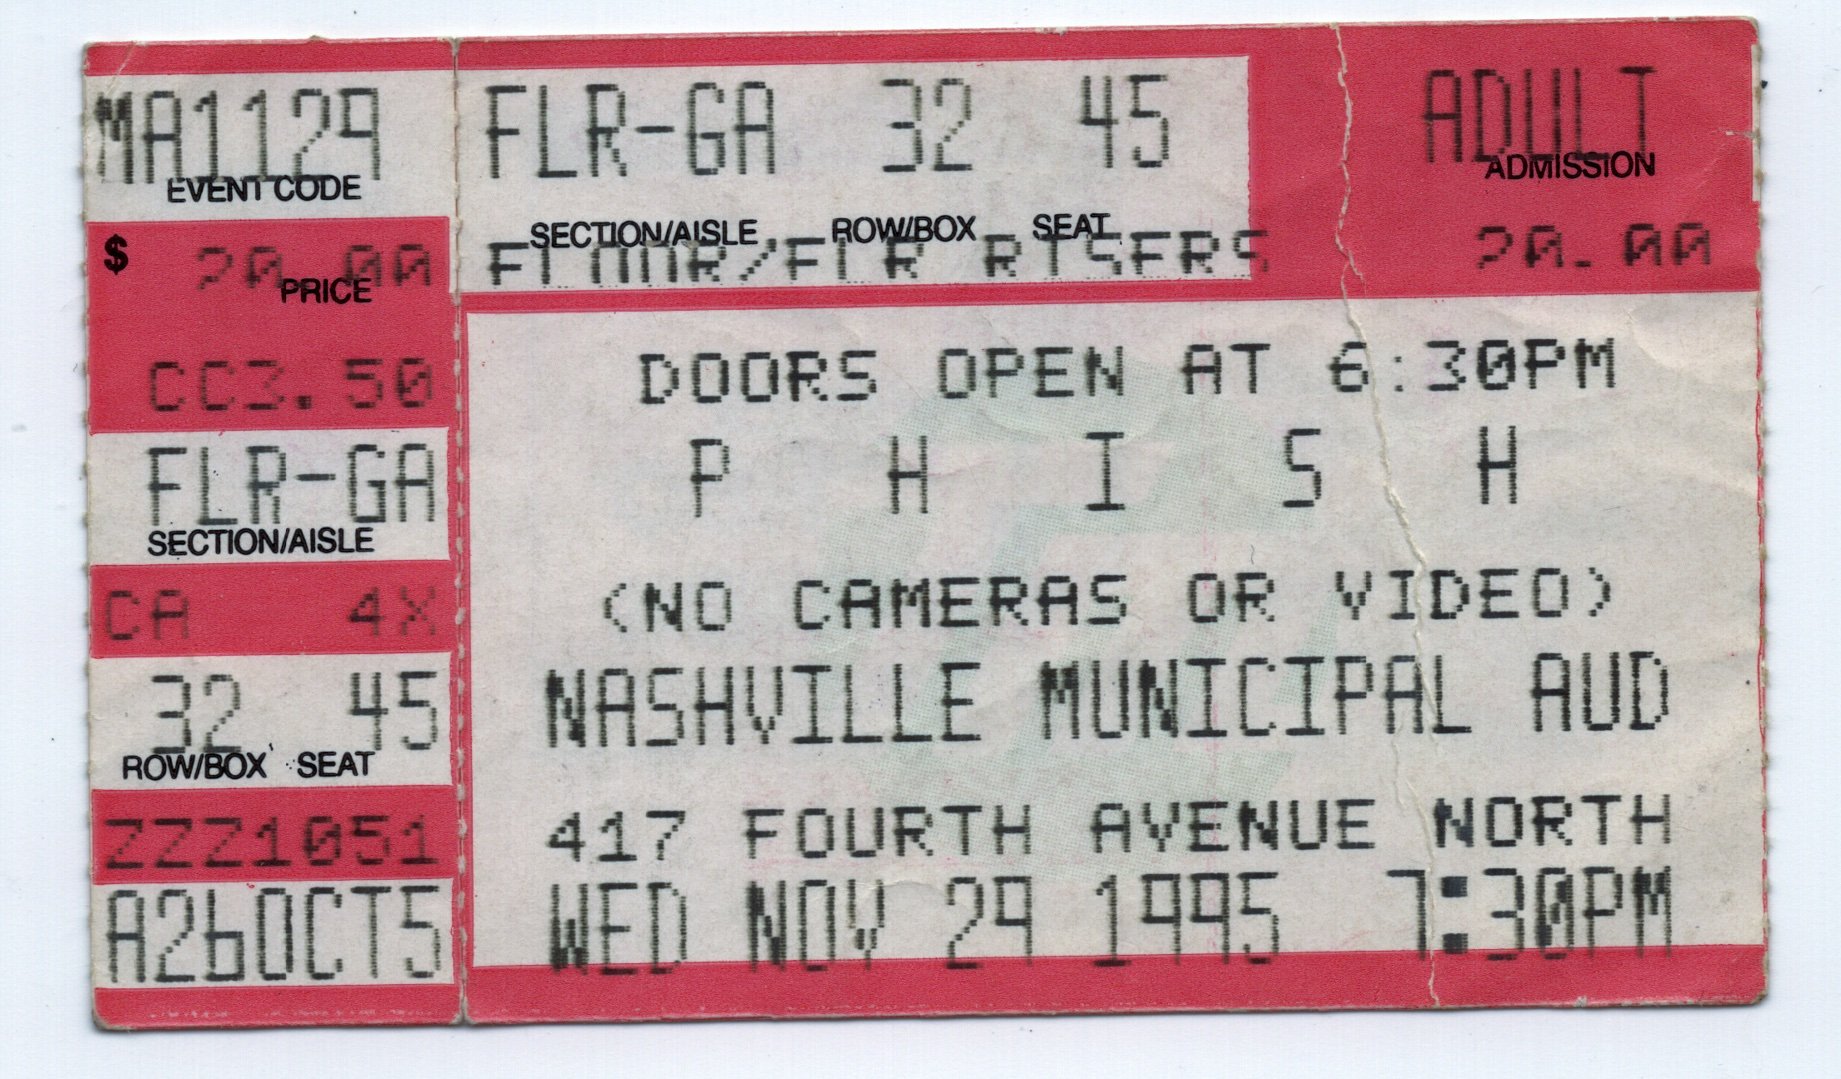 MA1129
EVENT CODE
$ 20.00
PRICE
CC3.50
FLR-GA
SECTION/AISLE
CA 4X
32 45
ROW/BOX SEAT
ZZZ1051
A26OCT5
FLR-GA 32 45 ADULT
ADMISSION
SECTION/AISLE ROW/BOX SEAT
FLOOR/FLR RISERS 20.00
DOORS OPEN AT 6:30PM
P H I S H
(NO CAMERAS OR VIDEO)
NASHVILLE MUNICIPAL AUD
417 FOURTH AVENUE NORTH
WED NOV 29 1995 7:30PM